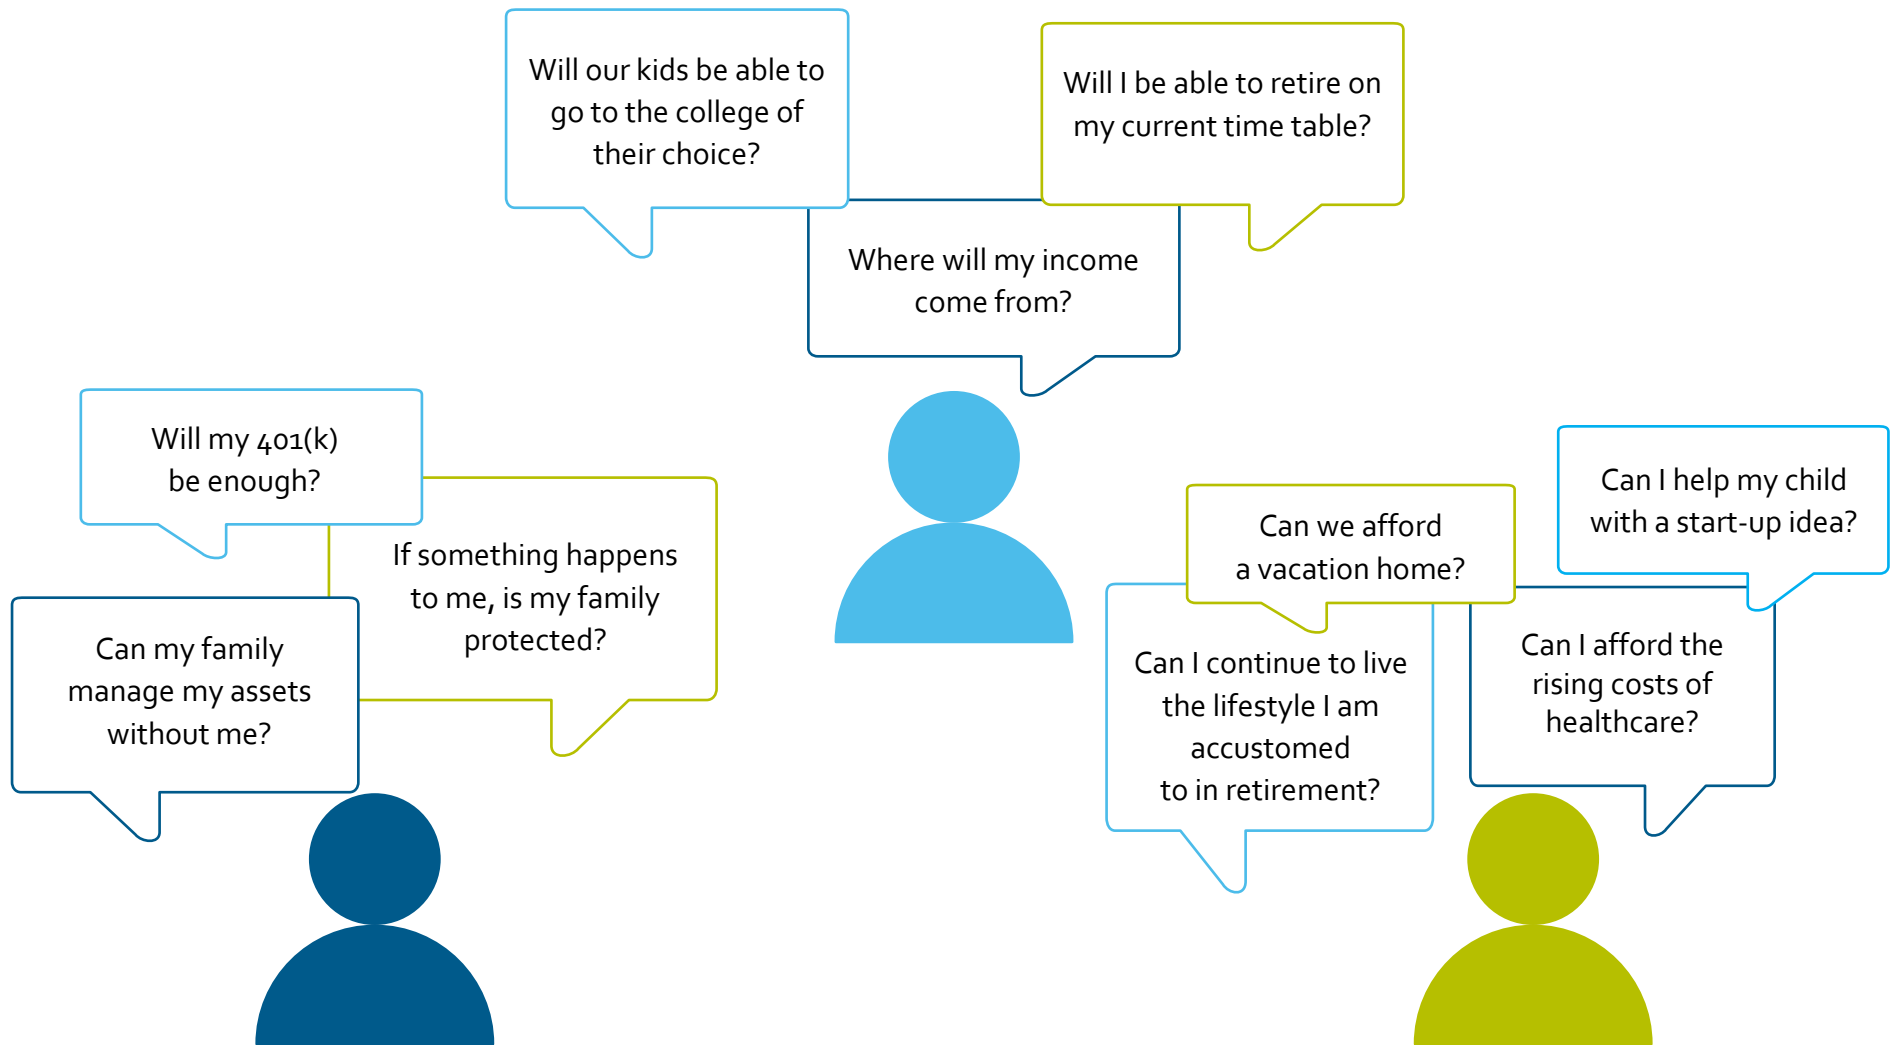 Will our kids be able to
go to the college of
their choice?
Will I be able to retire on
my current time table?
Where will my income
come from?
Will my 401(k)
be enough?
If something happens
to me, is my family
protected?
Can my family
manage my assets
without me?
Can we afford
a vacation home?
Can I help my child
with a start-up idea?
Can I continue to live
the lifestyle I am
accustomed
to in retirement?
Can I afford the
rising costs of
healthcare?